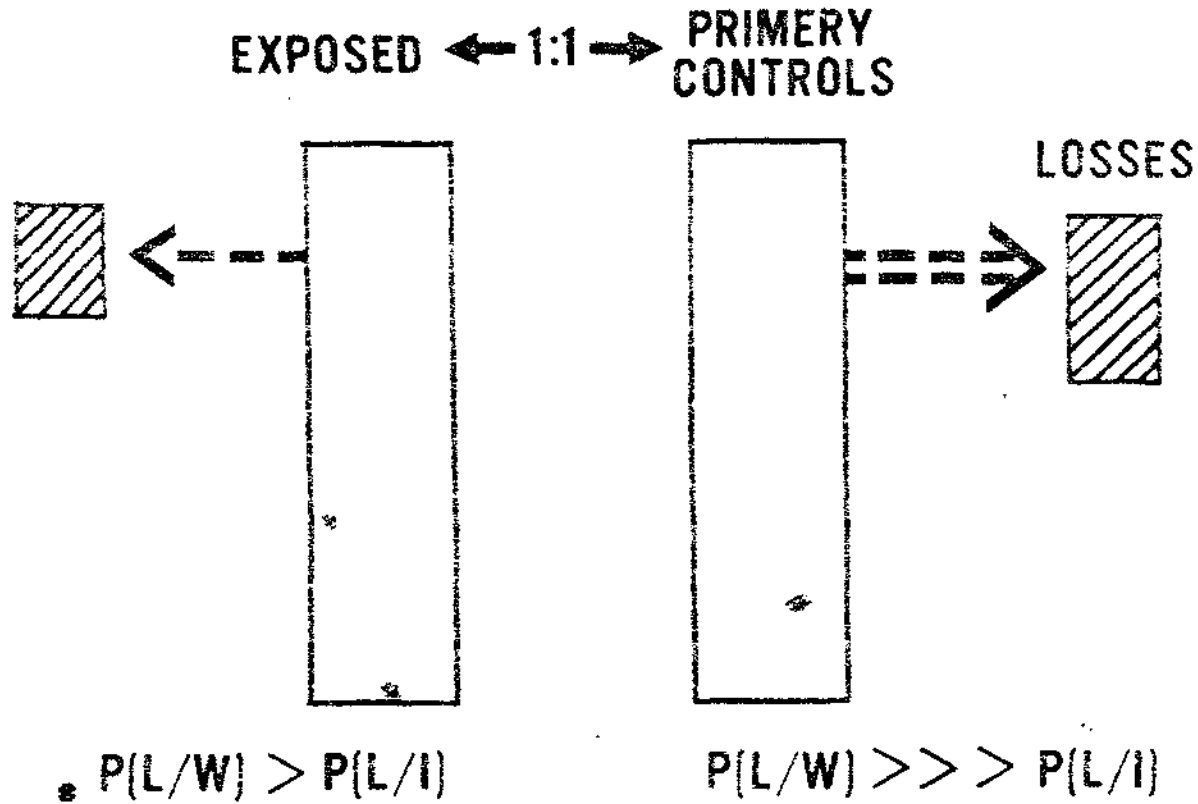 EXPOSED 1:1 PRIMERY
CONTROLS
LOSSES
P(L/W) > P(L/I)
P(L/W) > > > P(L/I)